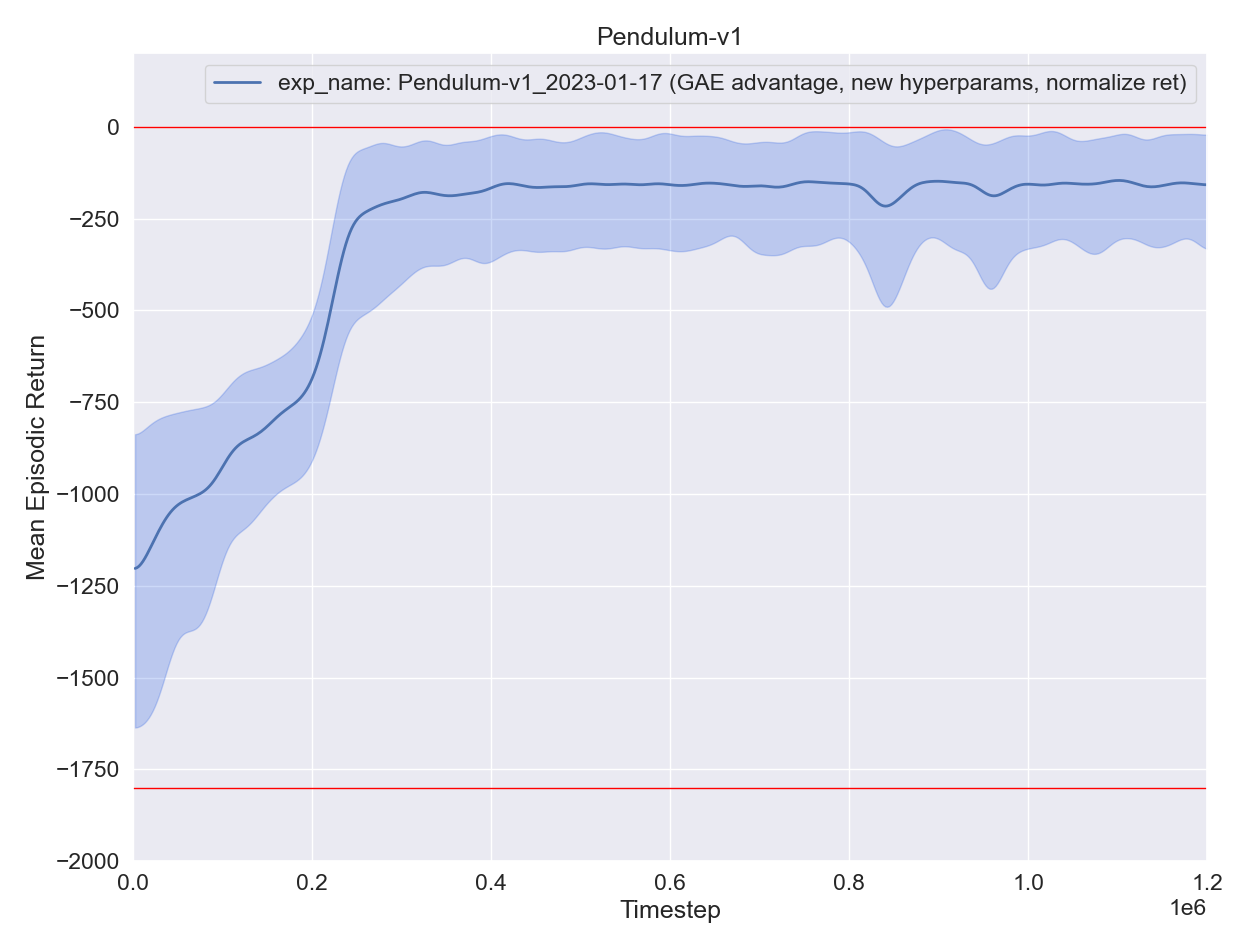 Pendulum-v1
exp_name: Pendulum-v1_2023-01-17 (GAE advantage, new hyperparams, normalize ret)
Mean Episodic Return
0
−250
−500
−750
−1000
−1250
−1500
−1750
−2000
0.0 0.2 0.4 0.6 0.8 1.0 1.2
Timestep
1e6